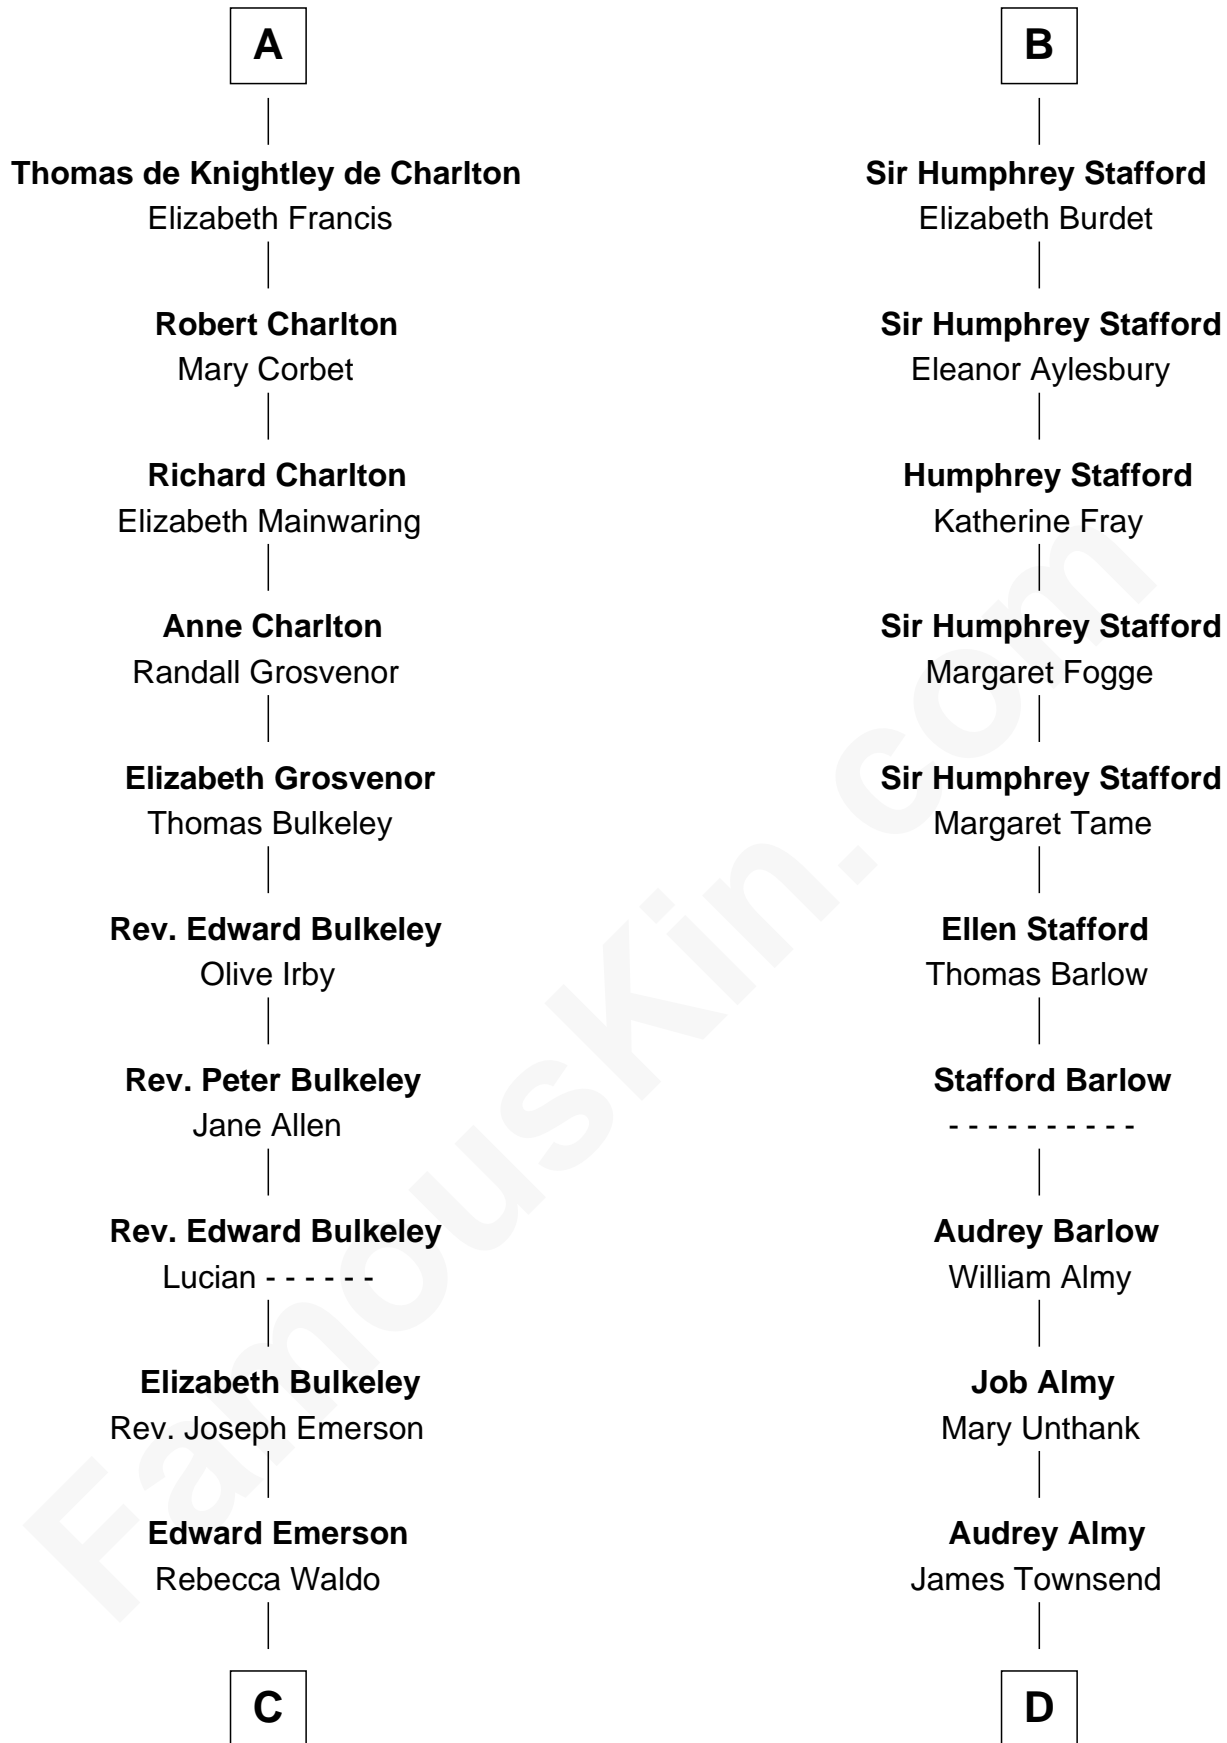 A
Thomas de Knightley de Charlton
Elizabeth Francis
Robert Charlton
Mary Corbet
Richard Charlton
Elizabeth Mainwaring
Anne Charlton
Randall Grosvenor
Elizabeth Grosvenor
Thomas Bulkeley
Rev. Edward Bulkeley
Olive Irby
Rev. Peter Bulkeley
Jane Allen
Rev. Edward Bulkeley
Lucian - - - - - -
Elizabeth Bulkeley
Rev. Joseph Emerson
Edward Emerson
Rebecca Waldo
C
B
Sir Humphrey Stafford
Elizabeth Burdet
Sir Humphrey Stafford
Eleanor Aylesbury
Humphrey Stafford
Katherine Fray
Sir Humphrey Stafford
Margaret Fogge
Sir Humphrey Stafford
Margaret Tame
Ellen Stafford
Thomas Barlow
Stafford Barlow
- - - - - - - - - -
Audrey Barlow
William Almy
Job Almy
Mary Unthank
Audrey Almy
James Townsend
D
FamousKin.com